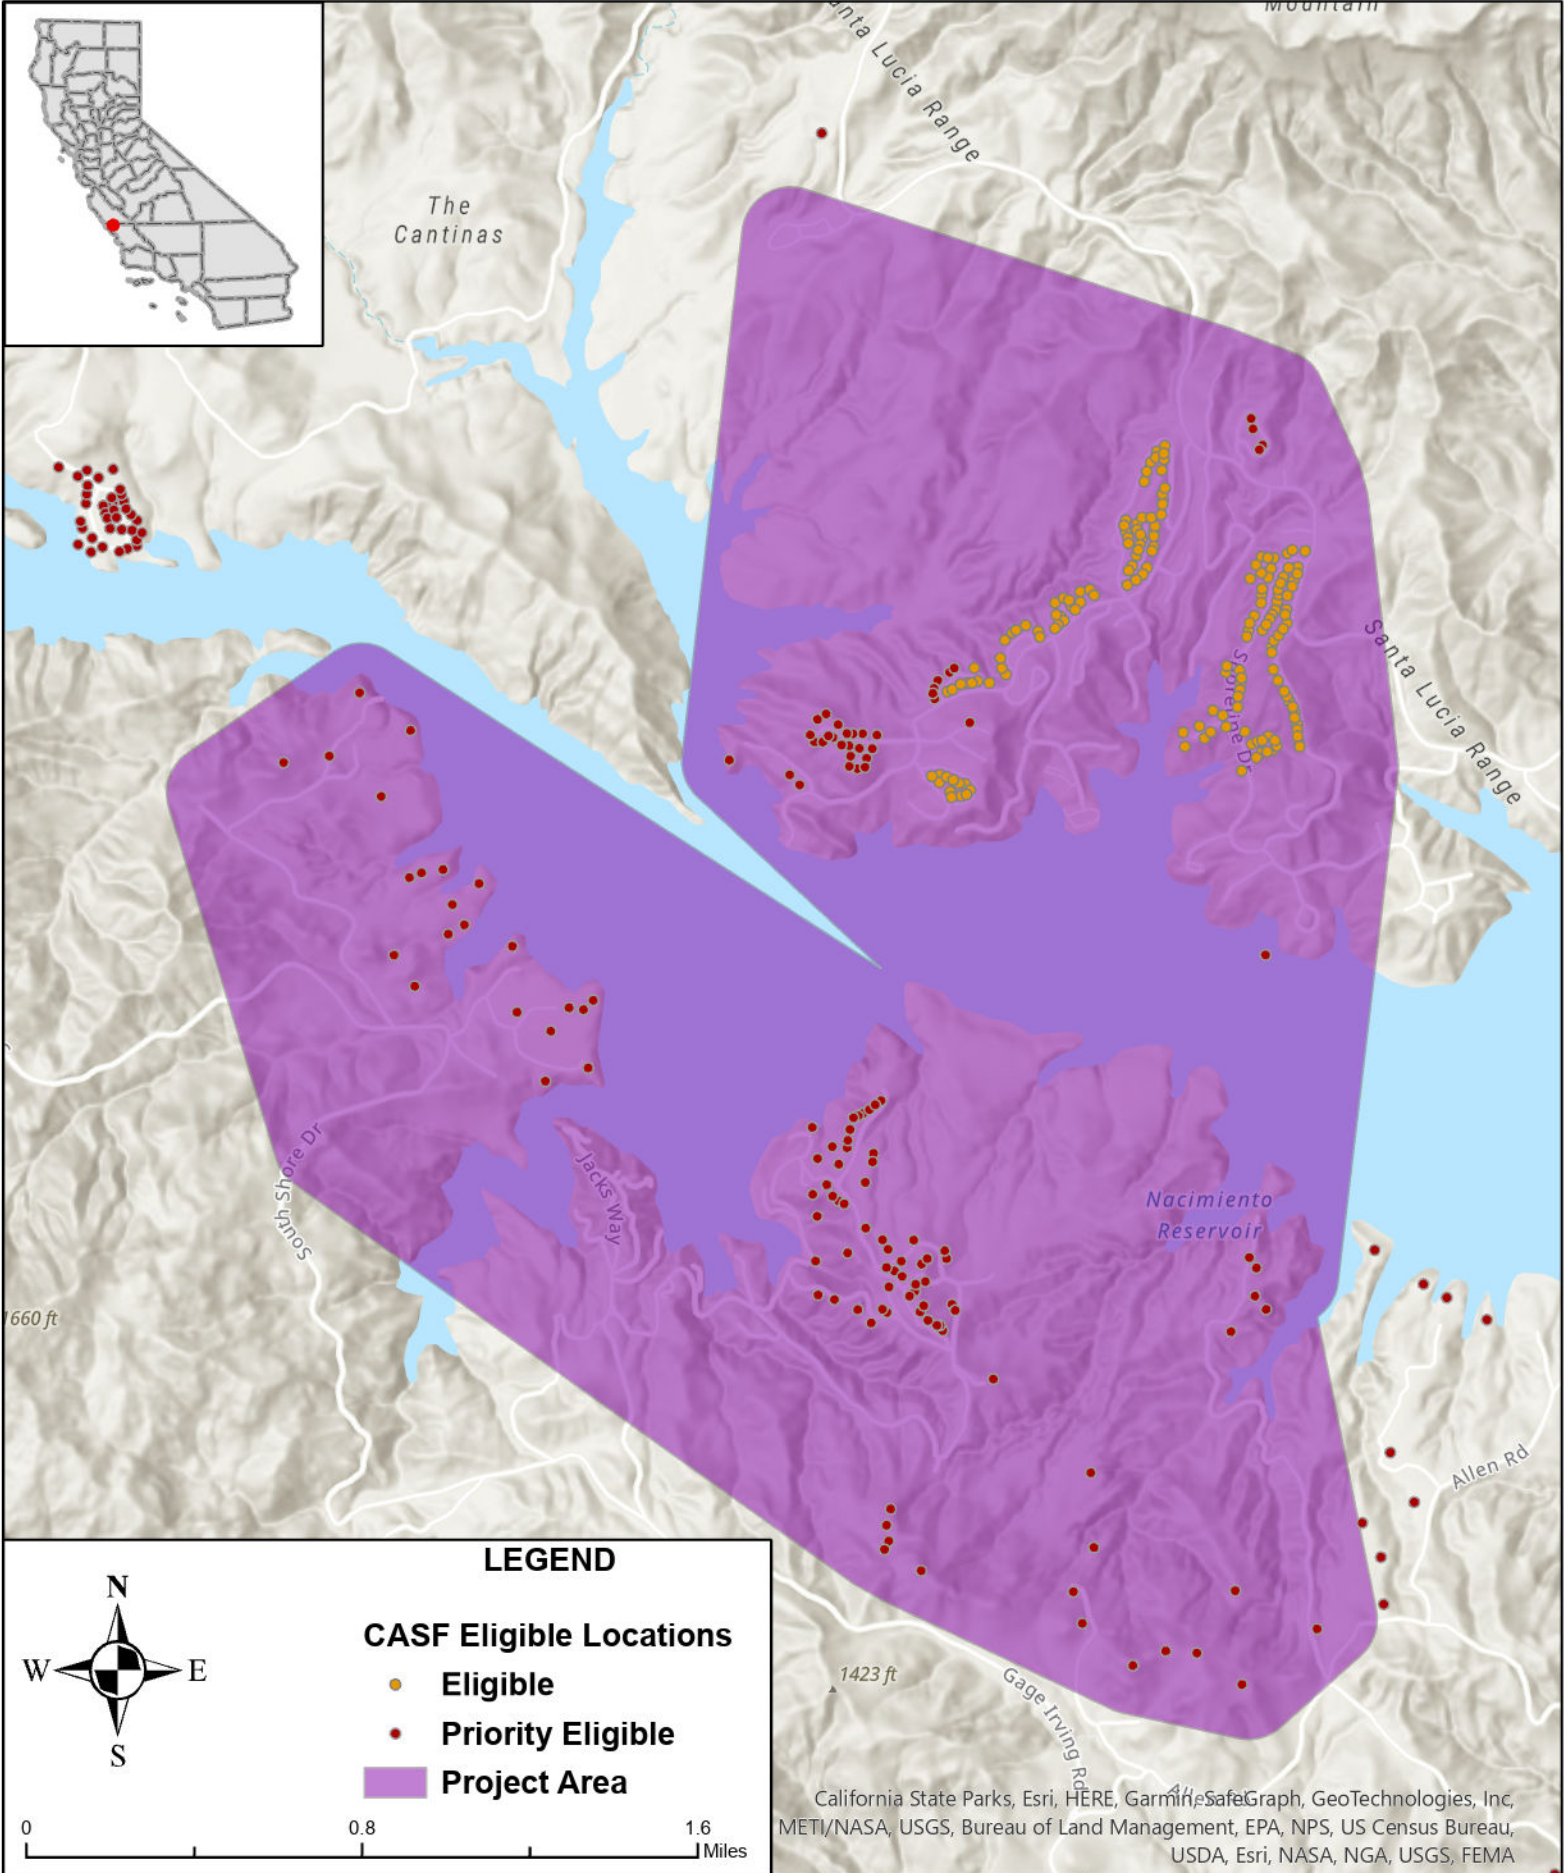 Mountain
anta Lucia Range
The
Cantinas
Santa Lucia Range
Shoreline Dr
South Shore Dr
Jacks Way
Nacimiento
Reservoir
1660 ft
Allen Rd
LEGEND
CASF Eligible Locations
Eligible
Priority Eligible
Project Area
N
W
E
S
0
0.8
1.6
Miles
1423 ft
Gage Irving Rd
California State Parks, Esri, HERE, Garmin, SafeGraph, GeoTechnologies, Inc,
METI/NASA, USGS, Bureau of Land Management, EPA, NPS, US Census Bureau,
USDA, Esri, NASA, NGA, USGS, FEMA